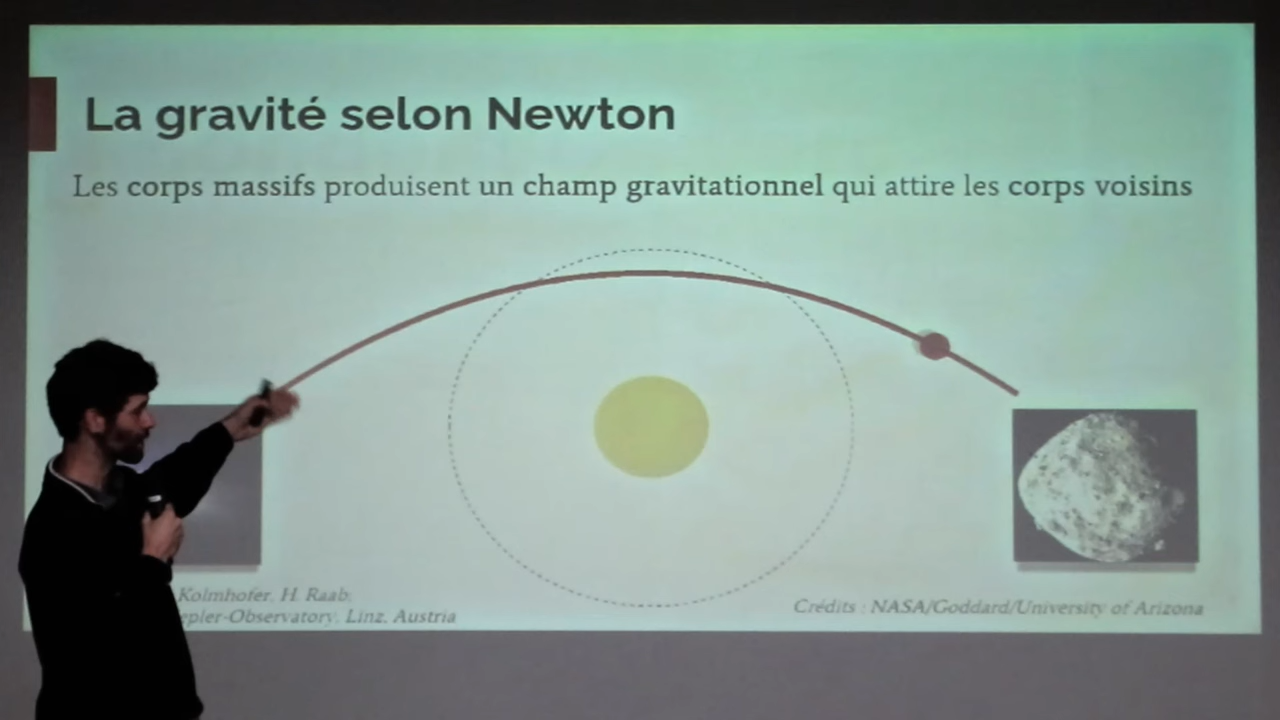 La gravité selon Newton
Les corps massifs produisent un champ gravitationnel qui attire les corps voisins
Kolmhofer, H. Raab;
epler-Observatory, Linz, Austria
Crédits : NASA/Goddard/University of Arizona